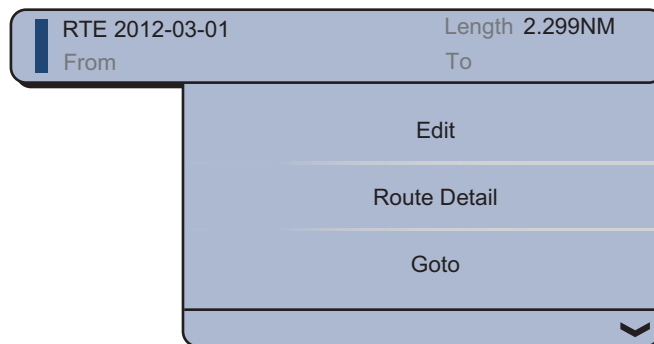 RTE 2012-03-01 Length 2.299NM
From To
Edit
Route Detail
Goto